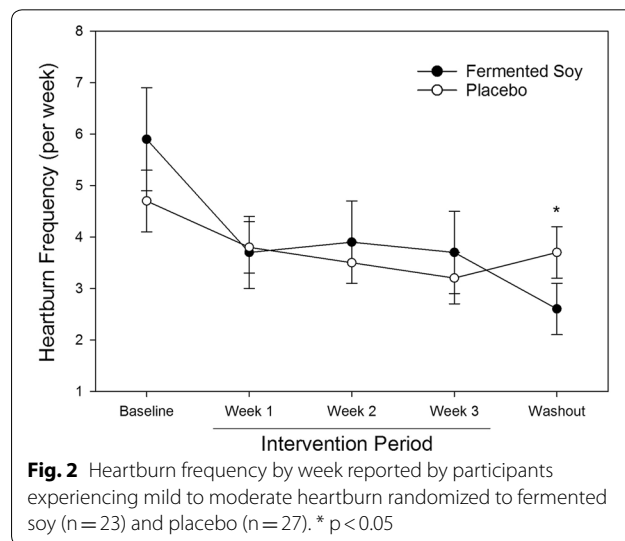 8
7
6
5
4
3
2
1
Heartburn Frequency (per week)
Fermented Soy
Placebo
*
Baseline Week 1 Week 2 Week 3 Washout
Intervention Period
Fig. 2 Heartburn frequency by week reported by participants
experiencing mild to moderate heartburn randomized to fermented
soy (n = 23) and placebo (n = 27). * p < 0.05